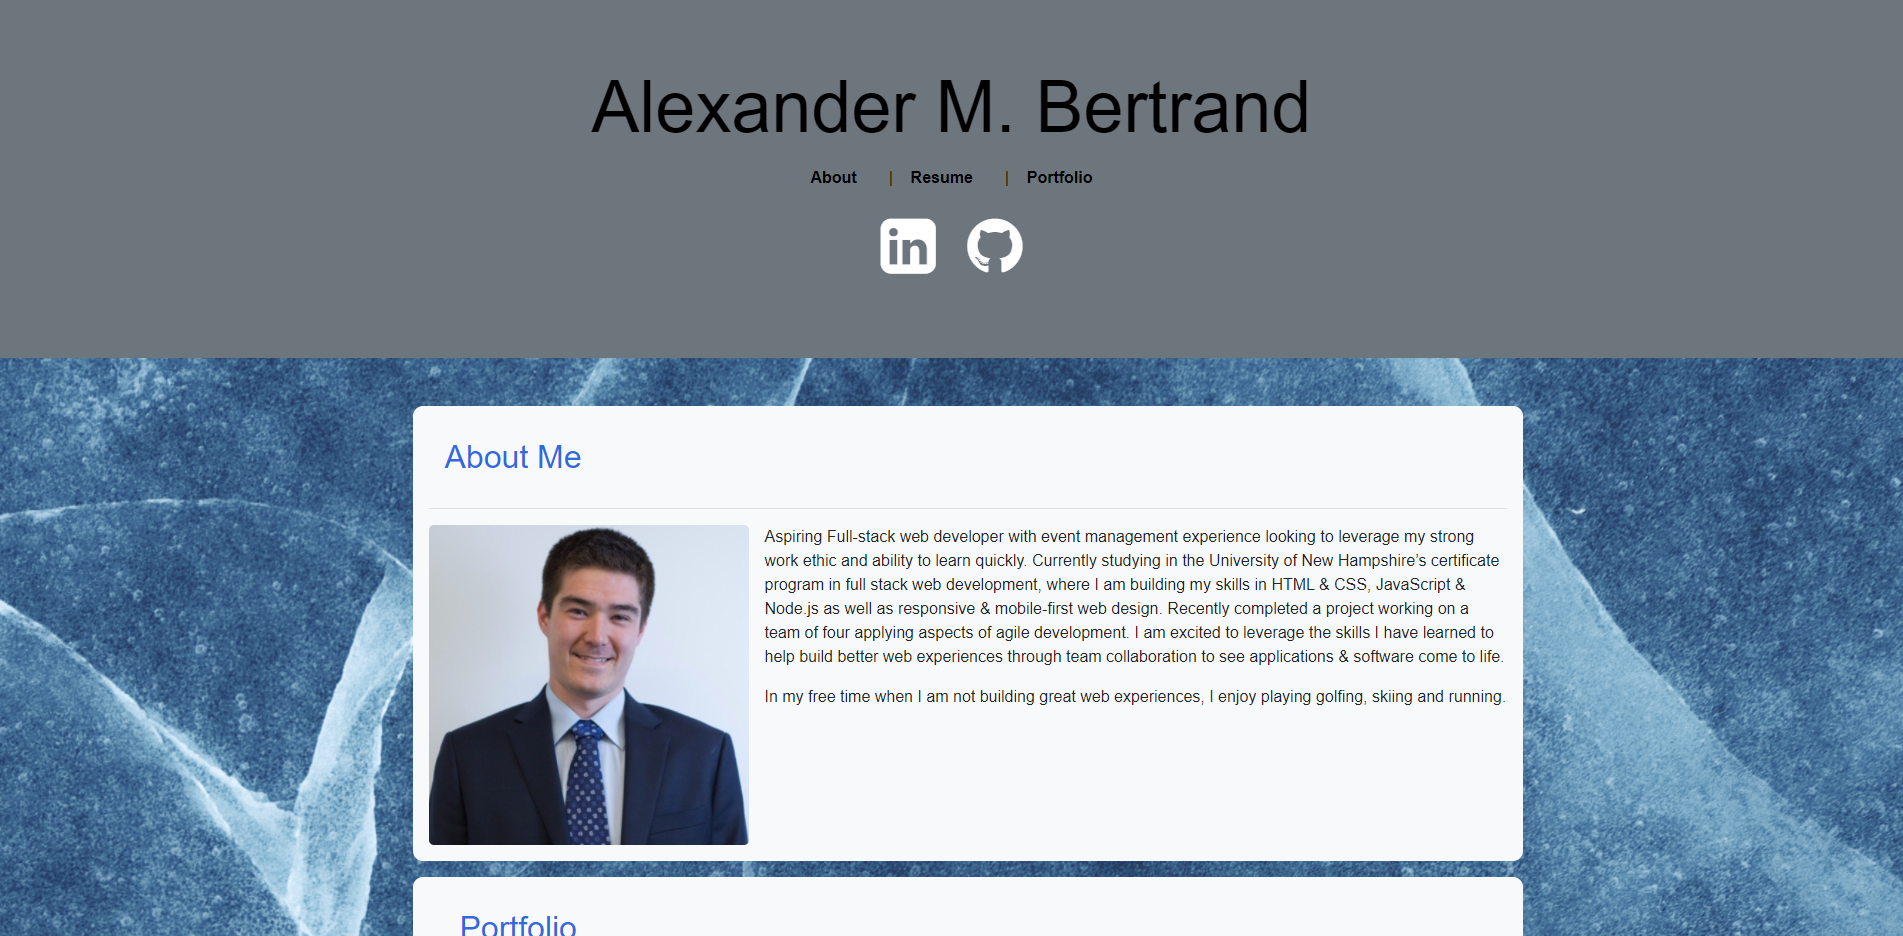 Alexander M. Bertrand
About | Resume | Portfolio
in
About Me
Aspiring Full-stack web developer with event management experience looking to leverage my strong
work ethic and ability to learn quickly. Currently studying in the University of New Hampshire’s certificate
program in full stack web development, where I am building my skills in HTML & CSS, JavaScript &
Node.js as well as responsive & mobile-first web design. Recently completed a project working on a
team of four applying aspects of agile development. I am excited to leverage the skills I have learned to
help build better web experiences through team collaboration to see applications & software come to life.
In my free time when I am not building great web experiences, I enjoy playing golfing, skiing and running.
Portfolio